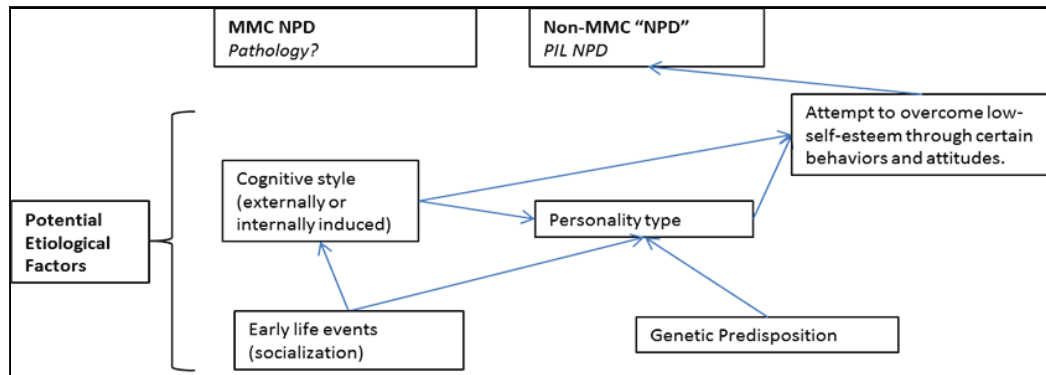 MMC NPD
Pathology?
Non-MMC “NPD”
PIL NPD
Attempt to overcome low-
self-esteem through certain
behaviors and attitudes.
Cognitive style
(externally or
internally induced)
Personality type
Potential
Etiological
Factors
Early life events
(socialization)
Genetic Predisposition